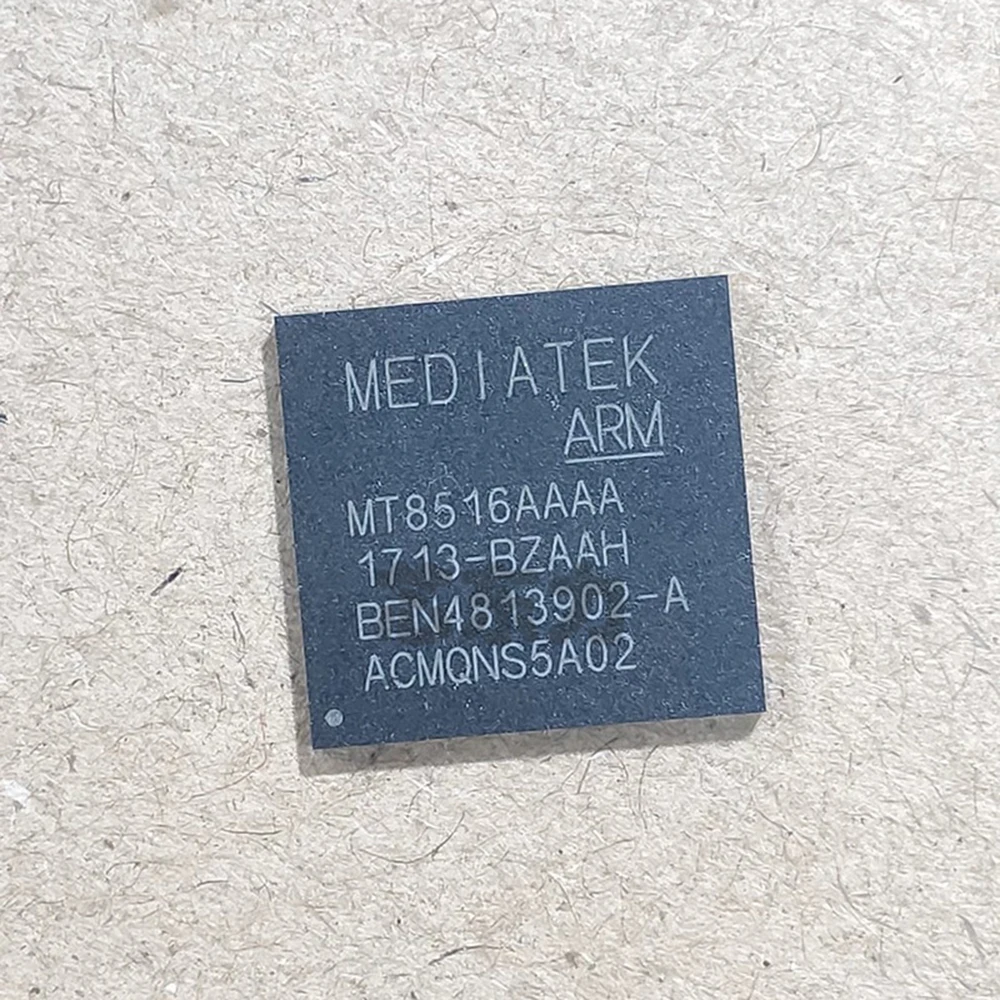 MEDIATEK
ARM
MT8516AAAA
1713-BZAAH
BEN4813902-A
ACMQNS5A02